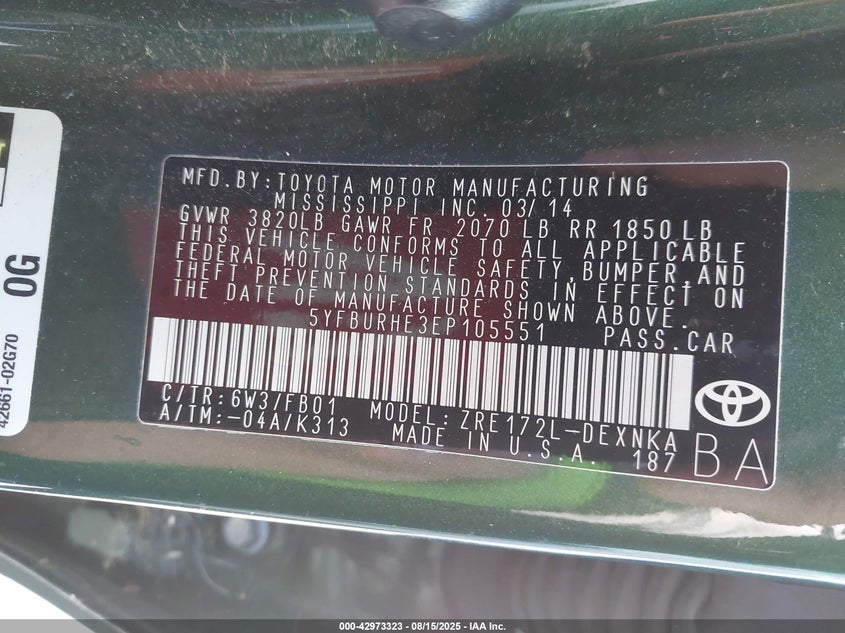 MFD. BY: TOYOTA MOTOR MANUFACTURING
MISSISSIPPI INC. 03/14
GVWR 3820LB GAWR FR 2070 LB RR 1850 LB
THIS VEHICLE CONFORMS TO ALL APPLICABLE
FEDERAL MOTOR VEHICLE SAFETY, BUMPER, AND
THEFT PREVENTION STANDARDS IN EFFECT ON
THE DATE OF MANUFACTURE SHOWN ABOVE.
5YFBURHE3EP105551 PASS. CAR
C/TR: 6W3/FB01 MODEL: ZRE172L-DEXNKA
A/TM: -04A/K313 MADE IN U.S.A. 187 BA
0G
42661-02G70
000-42973323 - 08/15/2025 - IAA Inc.